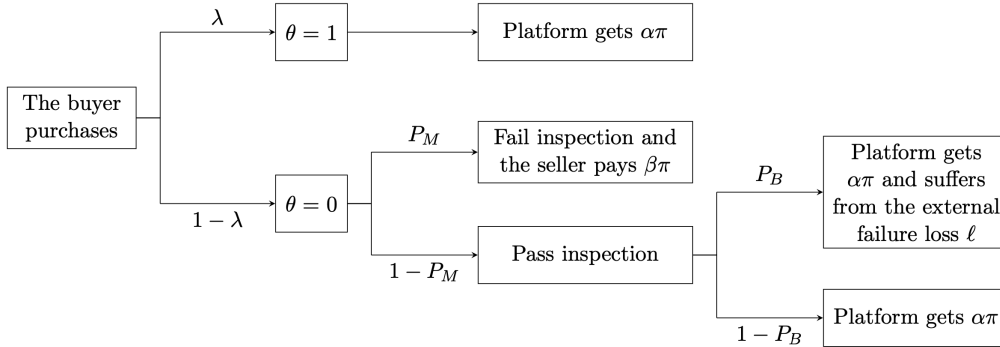 λ
θ = 1
Platform gets απ
The buyer
purchases
1 − λ
θ = 0
P_M
Fail inspection and
the seller pays βπ
1 − P_M
Pass inspection
P_B
Platform gets
απ and suffers
from the external
failure loss ℓ
1 − P_B
Platform gets απ